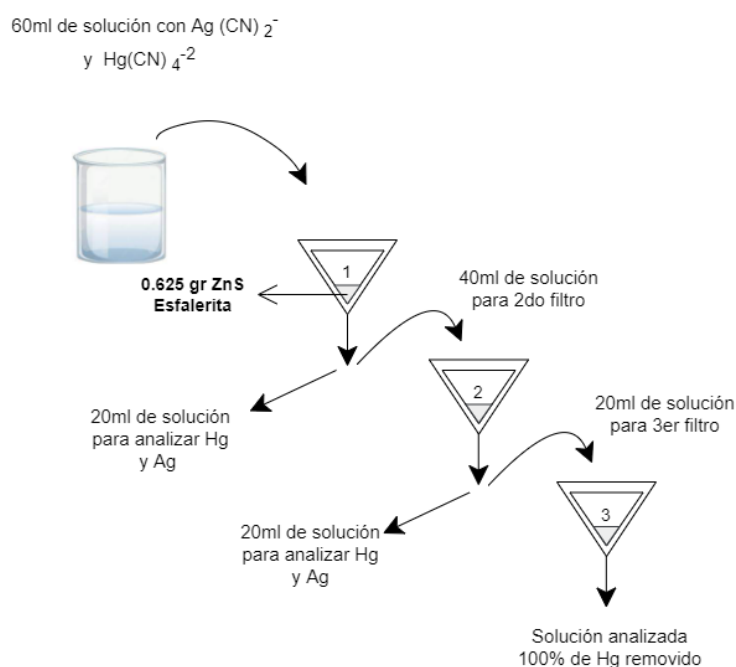 60ml de solución con Ag (CN) 2-
y Hg(CN) 4-2
1
0.625 gr ZnS
Esfalerita
40ml de solución
para 2do filtro
20ml de solución
para analizar Hg
y Ag
2
20ml de solución
para 3er filtro
20ml de solución
para analizar Hg
y Ag
3
Solución analizada
100% de Hg removido